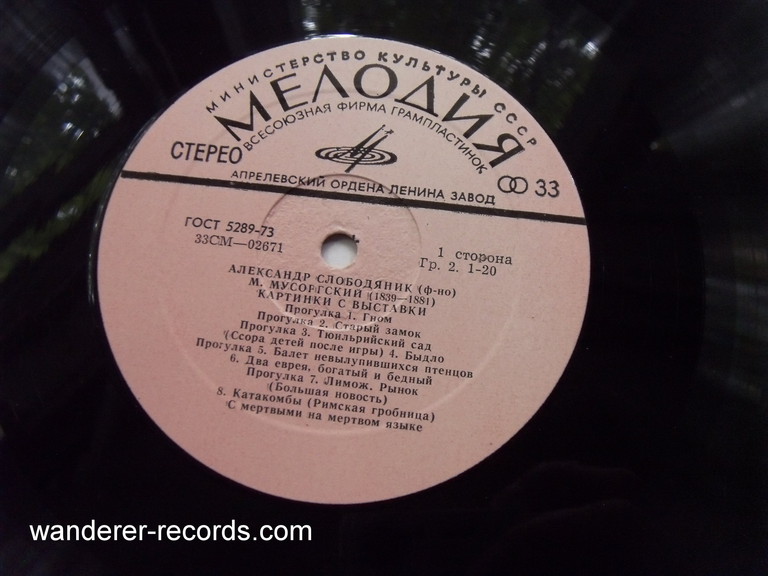 МИНИСТЕРСТВО КУЛЬТУРЫ СССР
МЕЛОДИЯ
ВСЕСОЮЗНАЯ ФИРМА ГРАМПЛАСТИНОК
СТЕРЕО
33
АПРЕЛЕВСКИЙ ОРДЕНА ЛЕНИНА ЗАВОД
ГОСТ 5289-73
33СМ—02671
1 сторона
Гр. 2. 1-20
АЛЕКСАНДР СЛОБОДЯНИК (ф-но)
М. МУСОРГСКИЙ (1839—1881)
КАРТИНКИ С ВЫСТАВКИ
Прогулка 1. Гном
Прогулка 2. Старый замок
Прогулка 3. Тюильрийский сад
(Ссора детей после игры) 4. Быдло
Прогулка 5. Балет невылупившихся птенцов
6. Два еврея, богатый и бедный
Прогулка 7. Лимож. Рынок
(Большая новость)
8. Катакомбы (Римская гробница)
С мертвыми на мертвом языке
wanderer-records.com